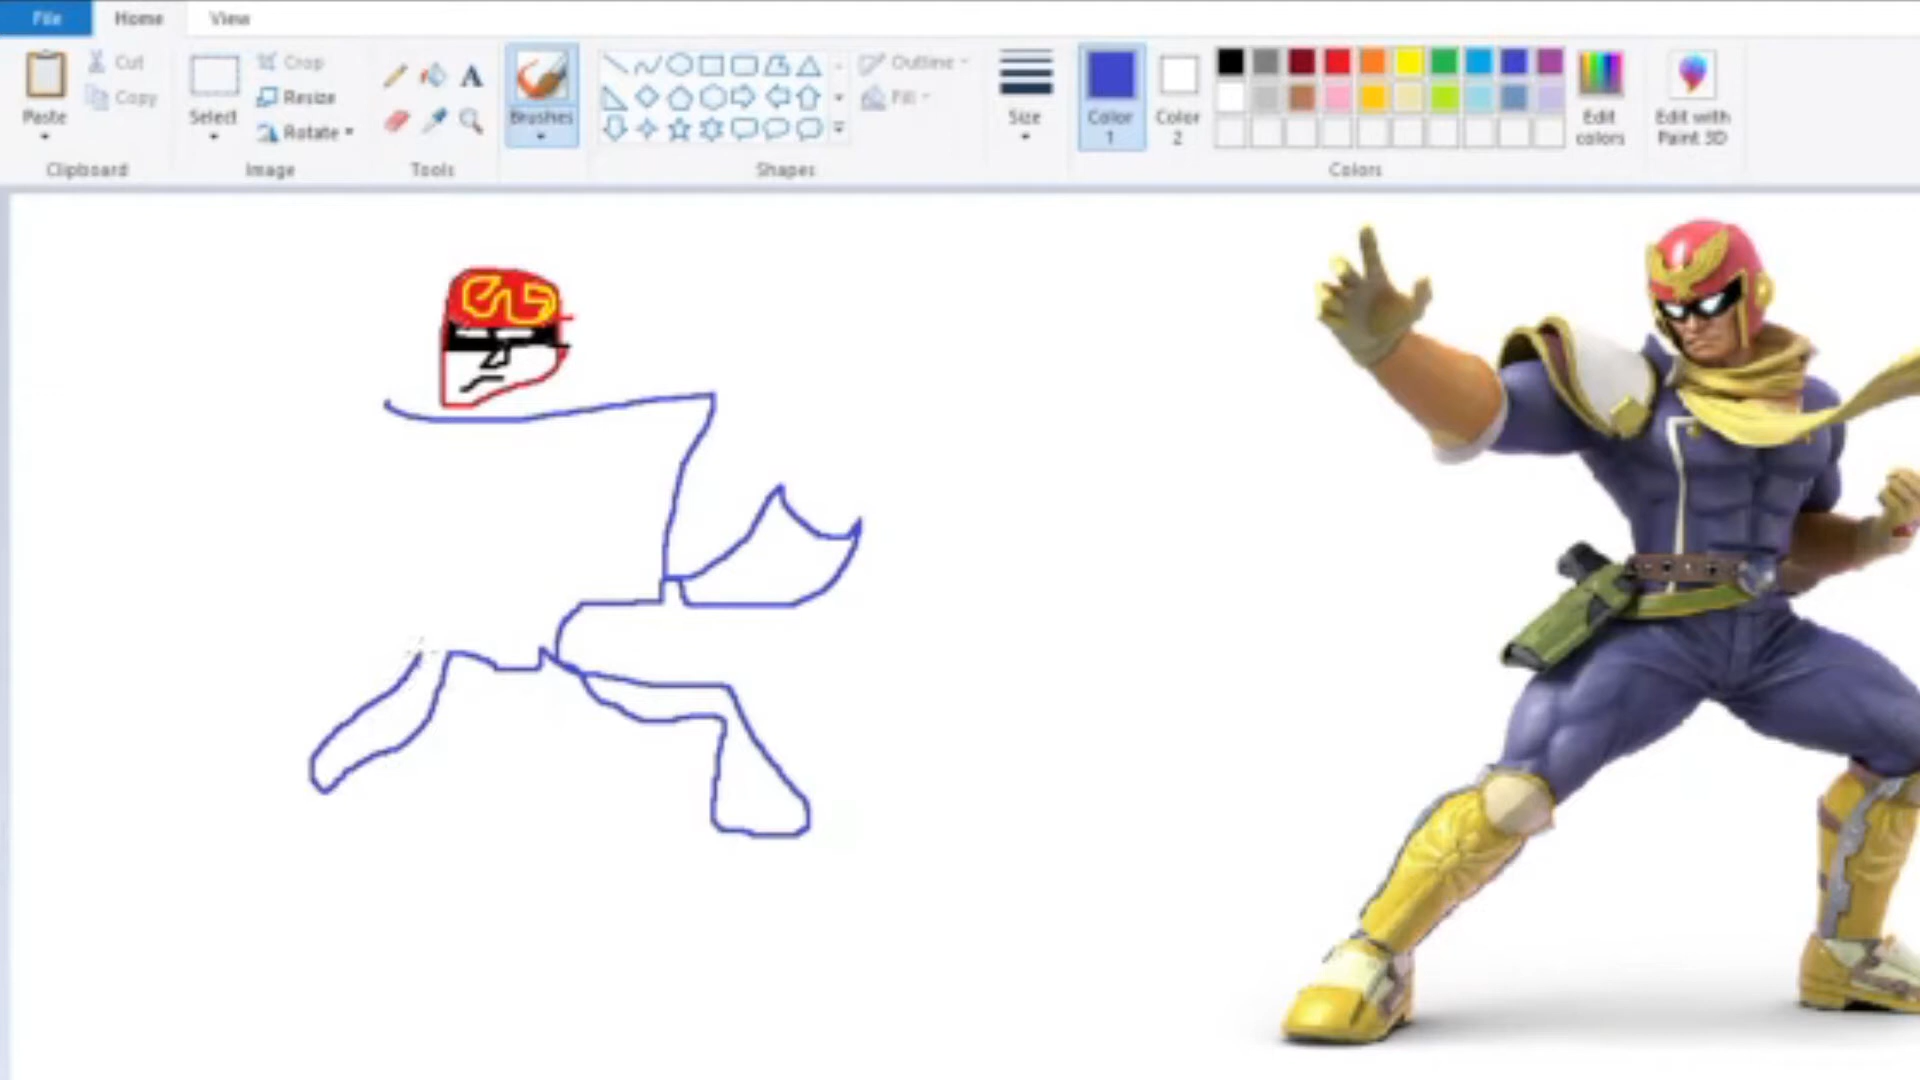 File Home View
Paste Cut Copy Select Crop Resize Rotate A Brushes Outline Fill Size Color 1 Color 2 Edit colors Edit with Paint 3D
Clipboard Image Tools Shapes Colors